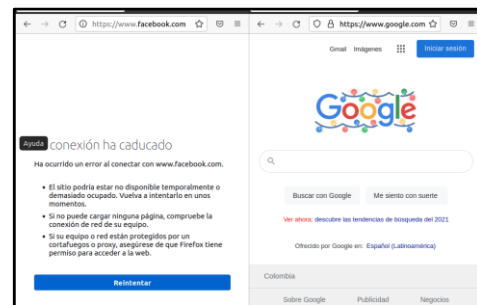 https://www.facebook.com
Ayuda
conexión ha caducado
Ha ocurrido un error al conectar con www.facebook.com.
El sitio podría estar no disponible temporalmente o
demasiado ocupado. Vuelva a intentarlo en unos
momentos.
Si no puede cargar ninguna página, compruebe la
conexión de red de su equipo.
Si su equipo o red están protegidos por un
cortafuegos o proxy, asegúrese de que Firefox tiene
permiso para acceder a la web.
Reintentar
https://www.google.com
Gmail Imágenes
Iniciar sesión
Google
Buscar con Google Me siento con suerte
Ver ahora: descubre las tendencias de búsqueda del 2021
Ofrecido por Google en: Español (Latinoamérica)
Colombia
Sobre Google Publicidad Negocios